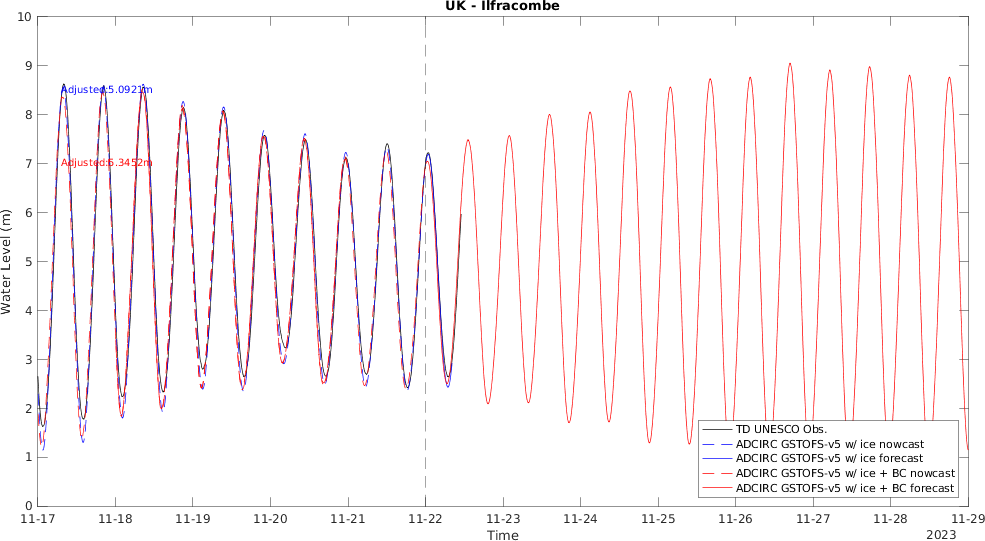 UK - Ilfracombe
10
9
8
7
6
5
4
3
2
1
0
Water Level (m)
Adjusted:5.0921m
Adjusted:6.3452m
TD UNESCO Obs.
ADCIRC GSTOFS-v5 w/ ice nowcast
ADCIRC GSTOFS-v5 w/ ice forecast
ADCIRC GSTOFS-v5 w/ ice + BC nowcast
ADCIRC GSTOFS-v5 w/ ice + BC forecast
11-17 11-18 11-19 11-20 11-21 11-22 11-23 11-24 11-25 11-26 11-27 11-28 11-29
Time
2023